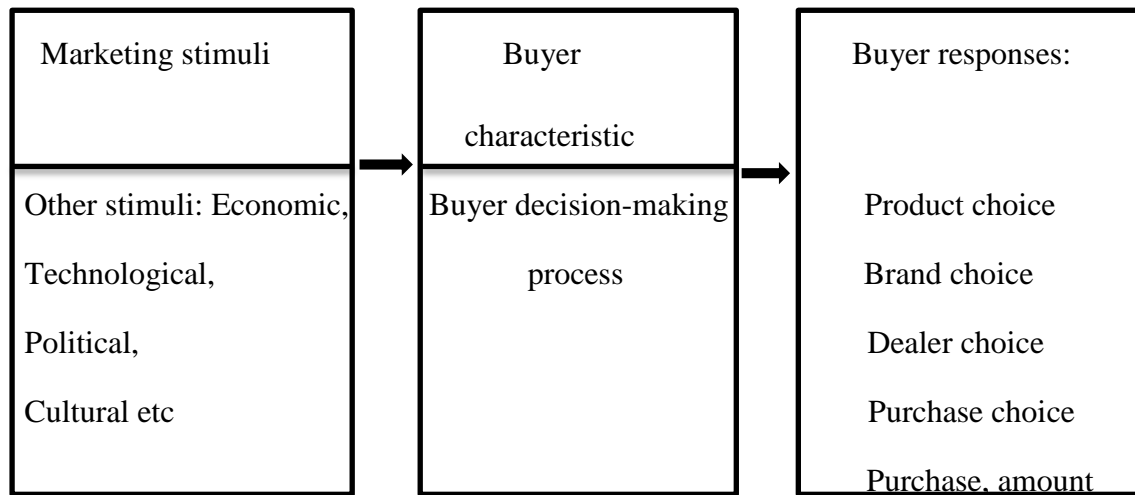 Marketing stimuli
Other stimuli: Economic,
Technological,
Political,
Cultural etc
Buyer
characteristic
Buyer decision-making
process
Buyer responses:
Product choice
Brand choice
Dealer choice
Purchase choice
Purchase, amount